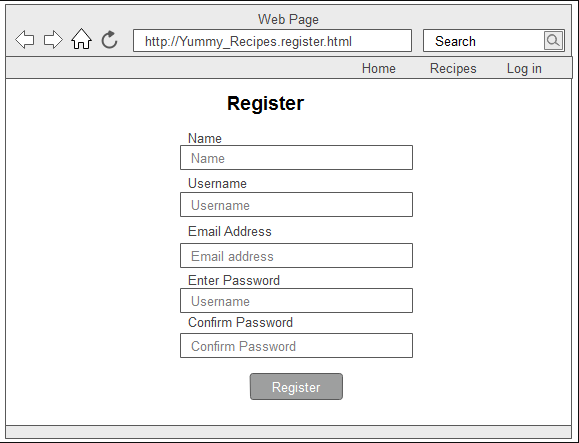 Web Page
http://Yummy_Recipes.register.html Search
Home Recipes Log in
Register
Name
Name
Username
Username
Email Address
Email address
Enter Password
Username
Confirm Password
Confirm Password
Register